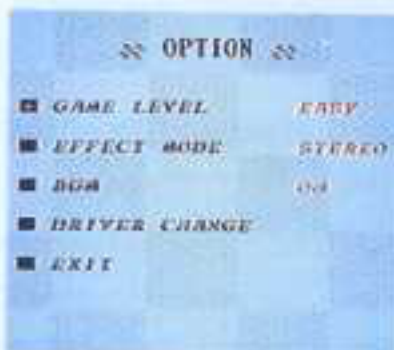 OPTION
GAME LEVEL EASY
EFFECT MODE STEREO
BGM
DRIVER CHANGE
EXIT